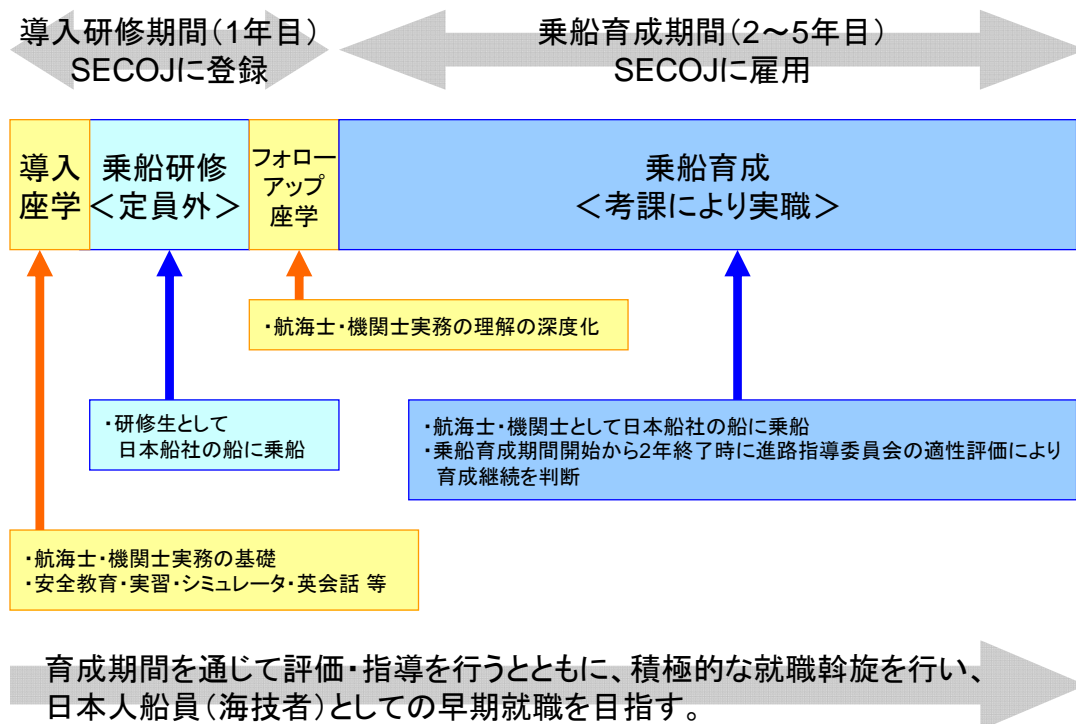 導入研修期間（1年目）
SECOJに登録
乗船育成期間（2～5年目）
SECOJに雇用
導入
座学
乗船研修
＜定員外＞
フォロー
アップ
座学
乗船育成
＜考課により実職＞
・航海士・機関士実務の理解の深度化
・研修生として
日本船社の船に乗船
・航海士・機関士として日本船社の船に乗船
・乗船育成期間開始から2年終了時に進路指導委員会の適性評価により
育成継続を判断
・航海士・機関士実務の基礎
・安全教育・実習・シミュレータ・英会話 等
育成期間を通じて評価・指導を行うとともに、積極的な就職斡旋を行い、
日本人船員（海技者）としての早期就職を目指す。